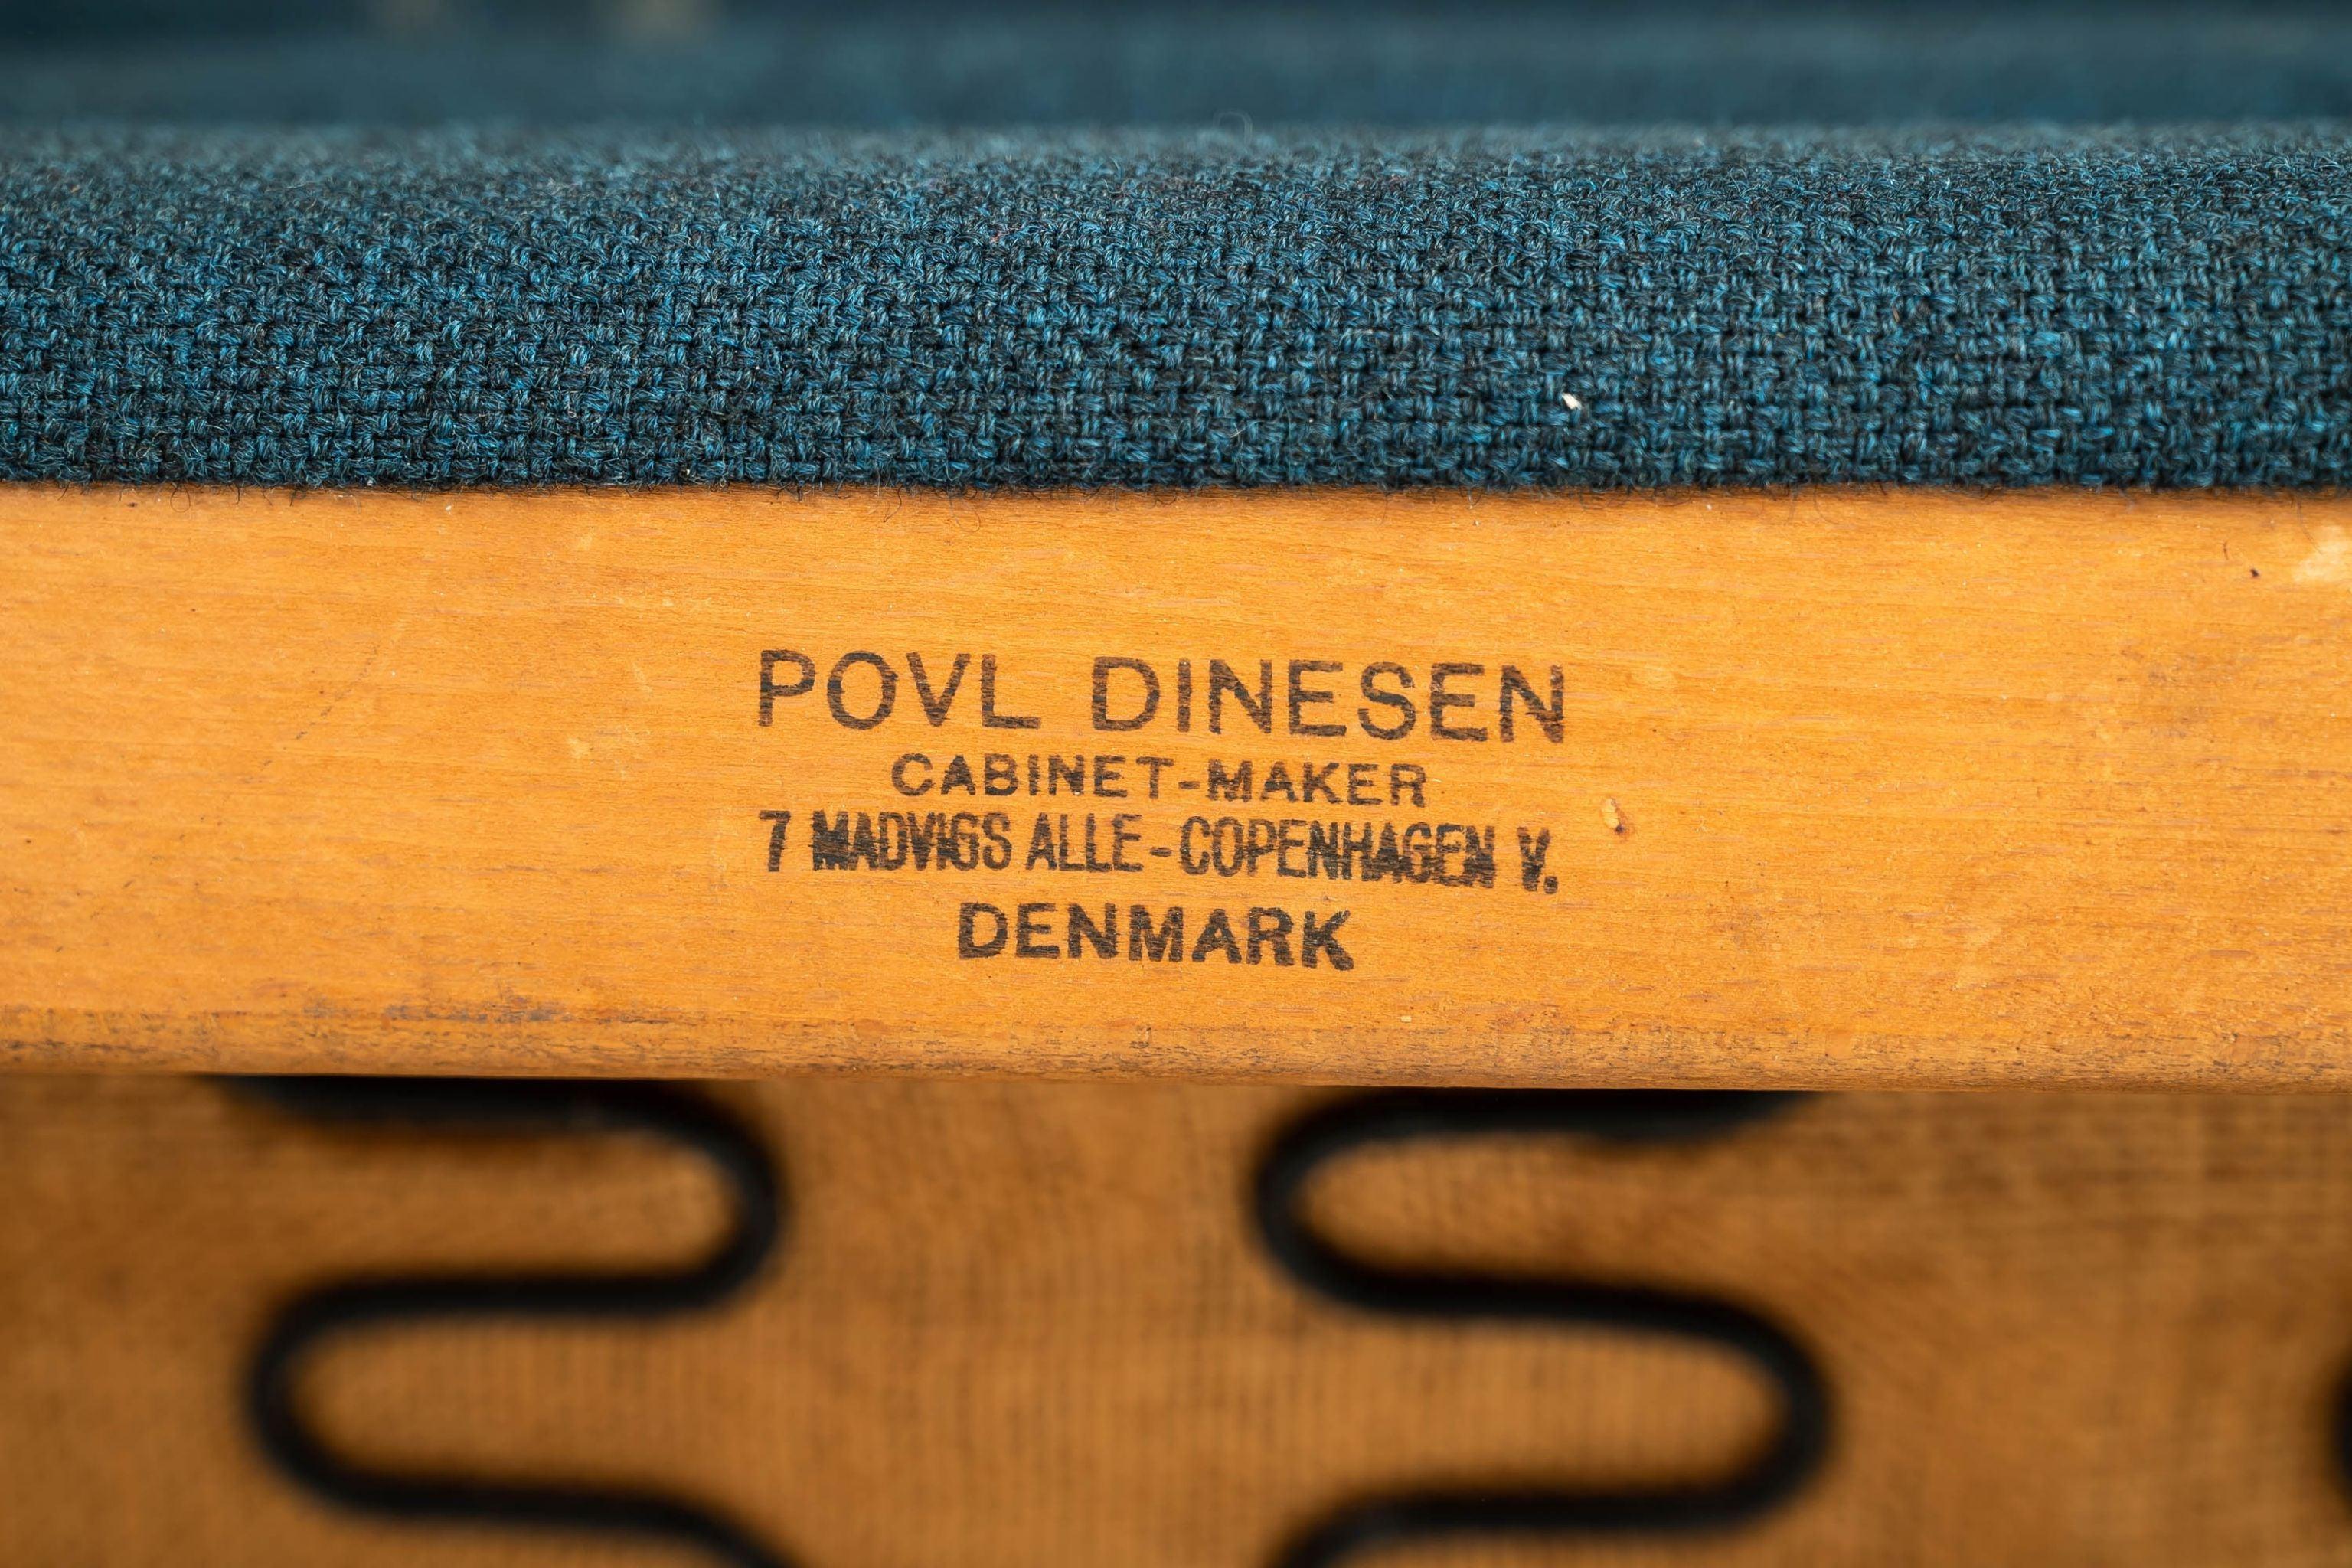 POVL DINESEN
CABINET-MAKER
7 MADVIGS ALLE-COPENHAGEN V.
DENMARK